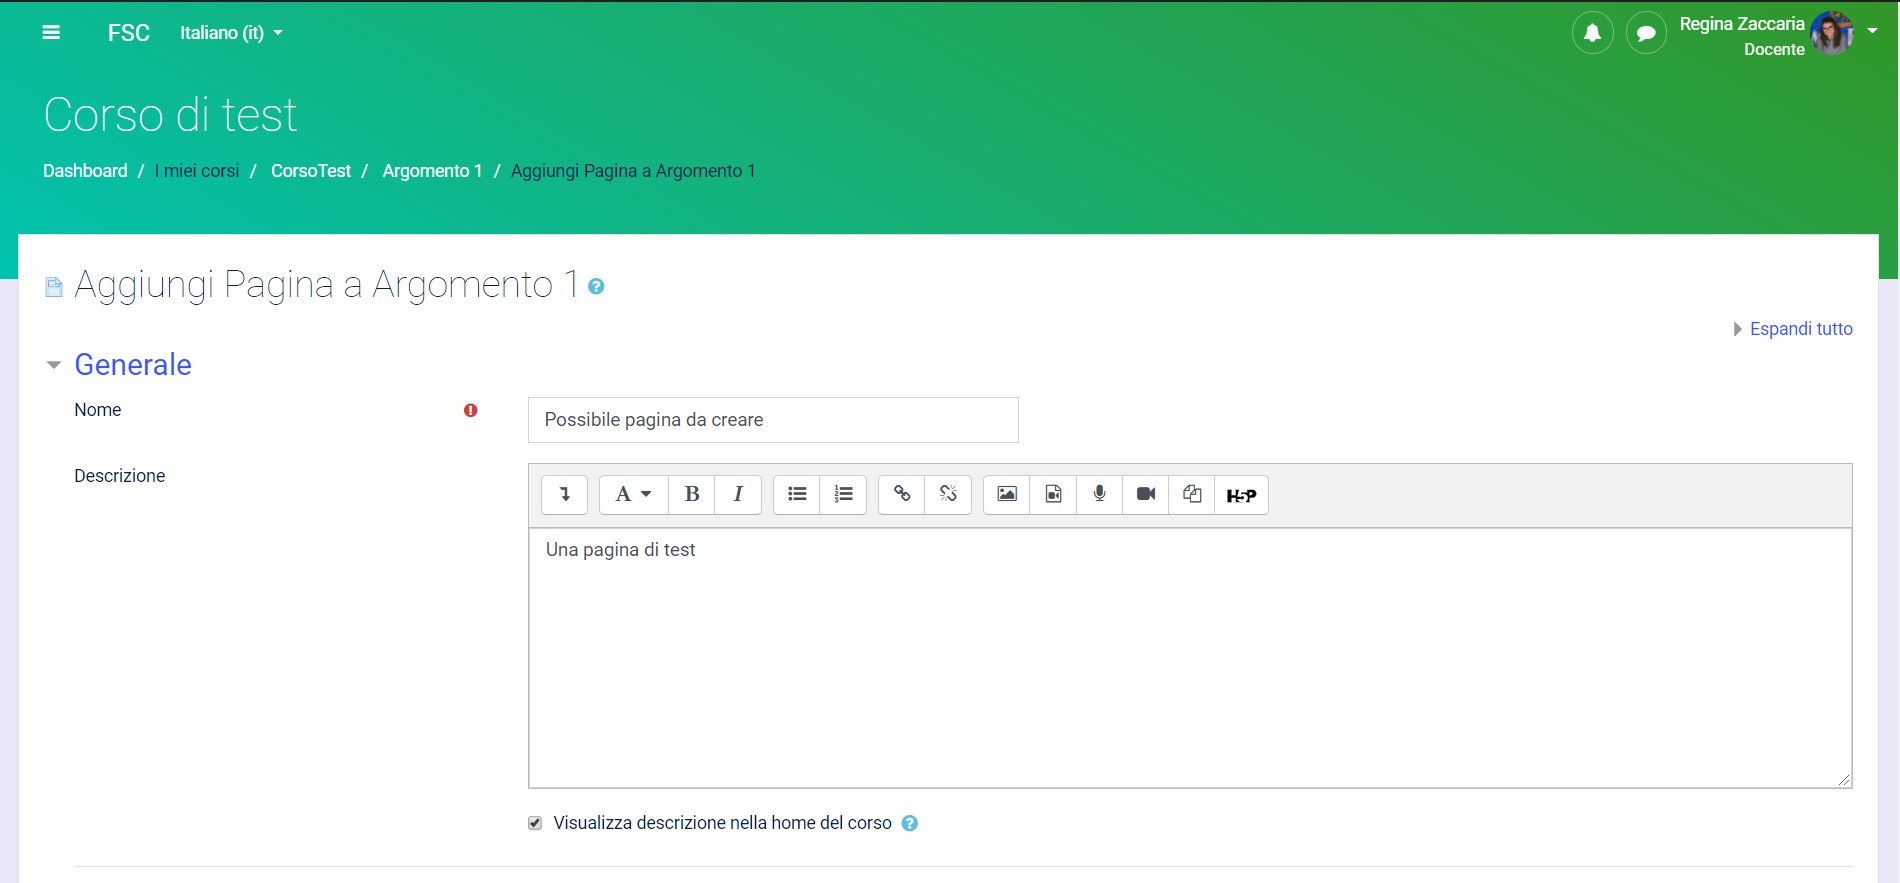 FSC Italiano (it) Regina Zaccaria
Docente
Corso di test
Dashboard / I miei corsi / CorsoTest / Argomento 1 / Aggiungi Pagina a Argomento 1
Aggiungi Pagina a Argomento 1
Espandi tutto
Generale
Nome
Possibile pagina da creare
Descrizione
A B I H5P
Una pagina di test
Visualizza descrizione nella home del corso